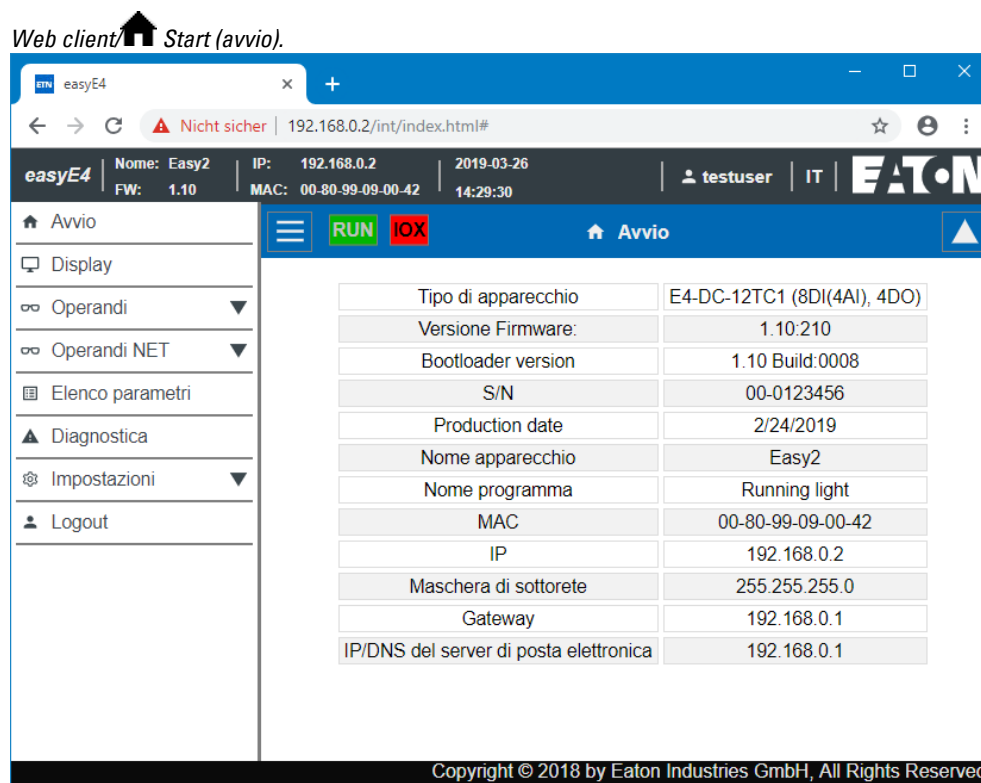 Web client/ Start (avvio).
ETN easyE4
Nicht sicher | 192.168.0.2/int/index.html#
easyE4 Nome: Easy2 IP: 192.168.0.2 2019-03-26 testuser IT EATON
FW: 1.10 MAC: 00-80-99-09-00-42 14:29:30
Avvio
Display
Operandi
Operandi NET
Elenco parametri
Diagnostica
Impostazioni
Logout
RUN IOX Avvio
Tipo di apparecchio E4-DC-12TC1 (8DI(4AI), 4DO)
Versione Firmware: 1.10:210
Bootloader version 1.10 Build:0008
S/N 00-0123456
Production date 2/24/2019
Nome apparecchio Easy2
Nome programma Running light
MAC 00-80-99-09-00-42
IP 192.168.0.2
Maschera di sottorete 255.255.255.0
Gateway 192.168.0.1
IP/DNS del server di posta elettronica 192.168.0.1
Copyright © 2018 by Eaton Industries GmbH, All Rights Reserved